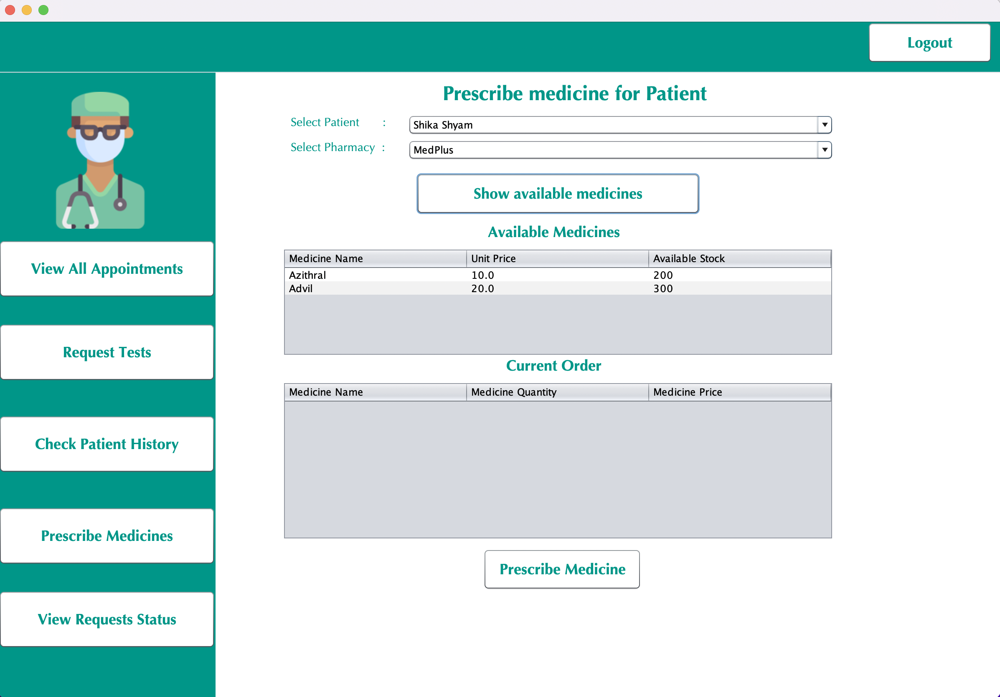 Logout
Prescribe medicine for Patient
Select Patient : Shika Shyam
Select Pharmacy : MedPlus
Show available medicines
Available Medicines
Medicine Name Unit Price Available Stock
Azithral 10.0 200
Advil 20.0 300
Current Order
Medicine Name Medicine Quantity Medicine Price
Prescribe Medicine
View All Appointments
Request Tests
Check Patient History
Prescribe Medicines
View Requests Status